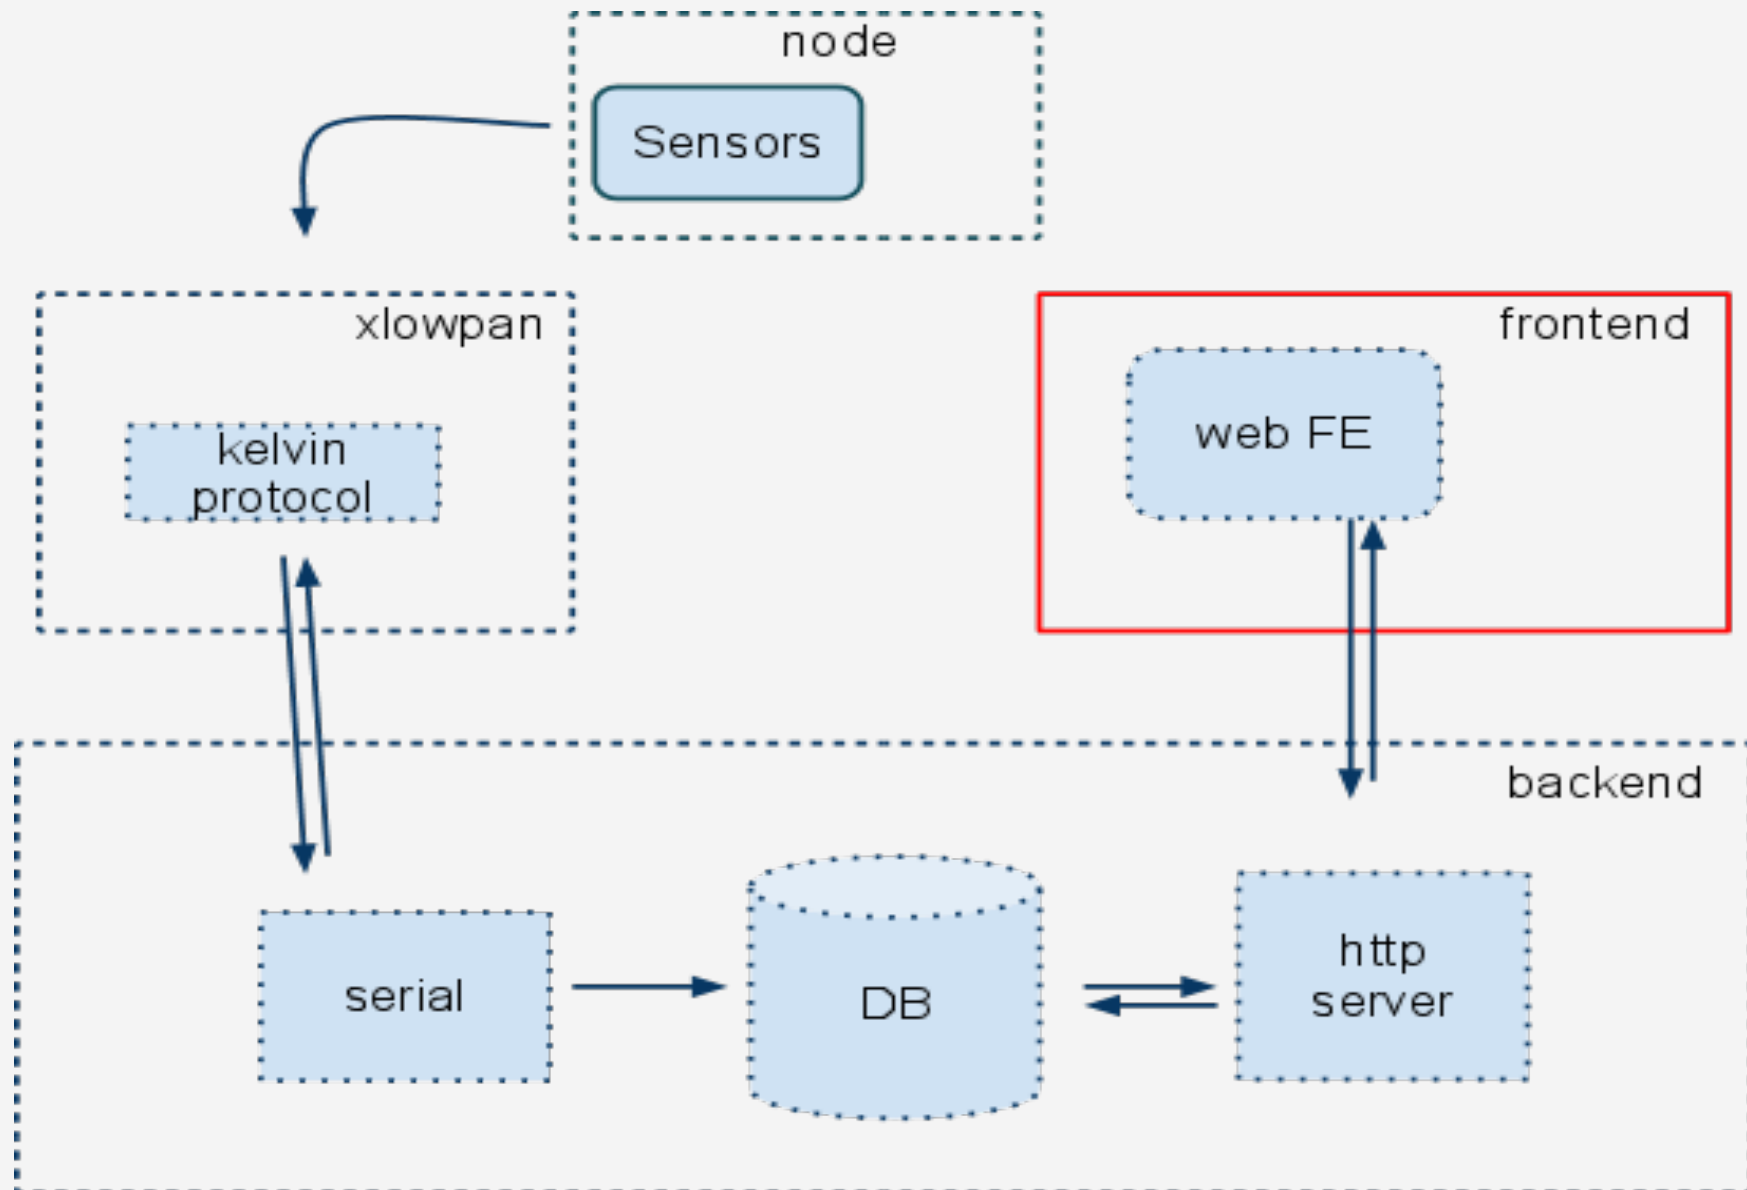 node
Sensors
xlowpan
frontend
kelvin
protocol
web FE
backend
serial
DB
http
server